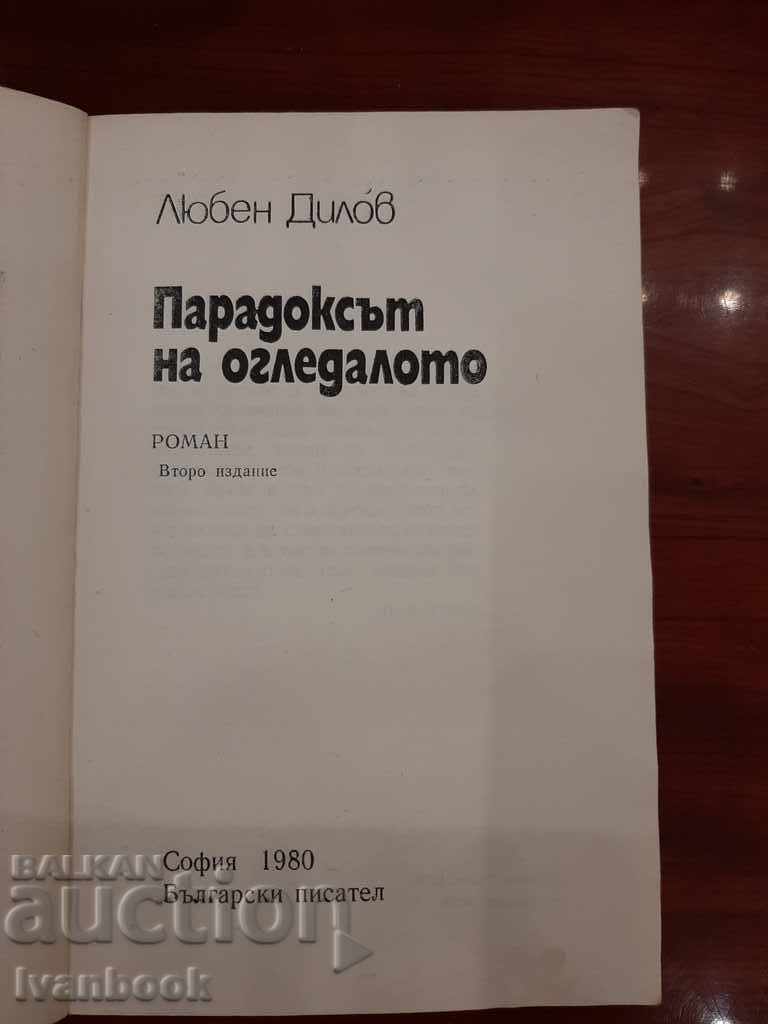 Любен Дилов
Парадоксът
на огледалото
РОМАН
Второ издание
София 1980
Български писател
BALKAN
auction
Ivanbook